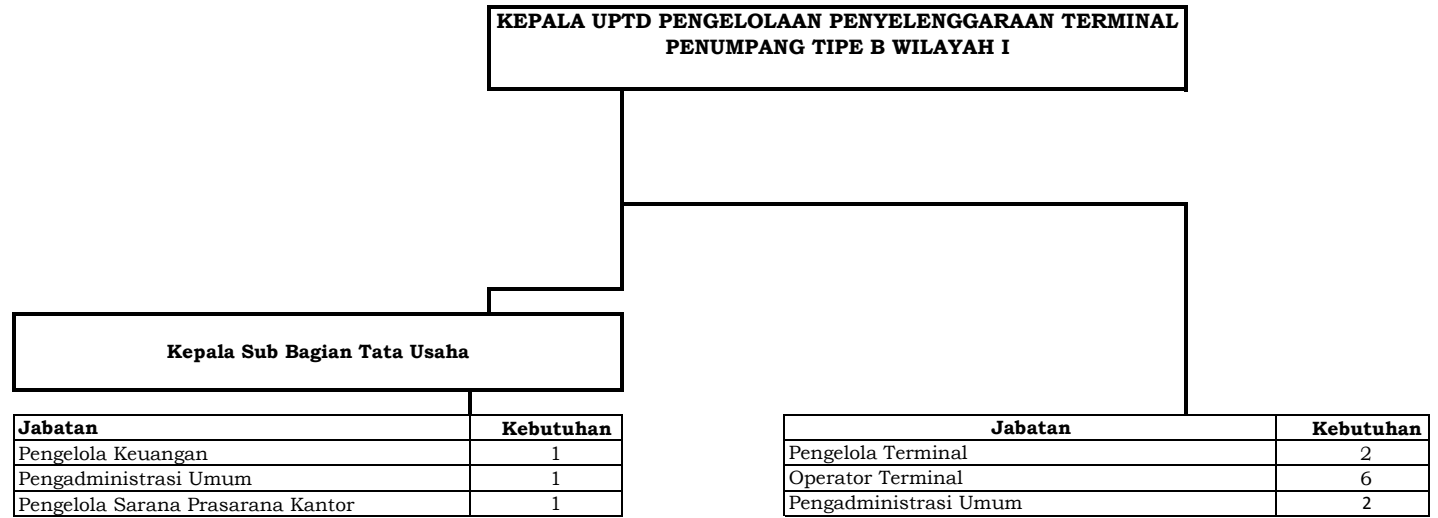 KEPALA UPTD PENGELOLAAN PENYELENGGARAAN TERMINAL
PENUMPANG TIPE B WILAYAH I
Kepala Sub Bagian Tata Usaha
Jabatan Kebutuhan
Pengelola Keuangan 1
Pengadministrasi Umum 1
Pengelola Sarana Prasarana Kantor 1
Jabatan Kebutuhan
Pengelola Terminal 2
Operator Terminal 6
Pengadministrasi Umum 2